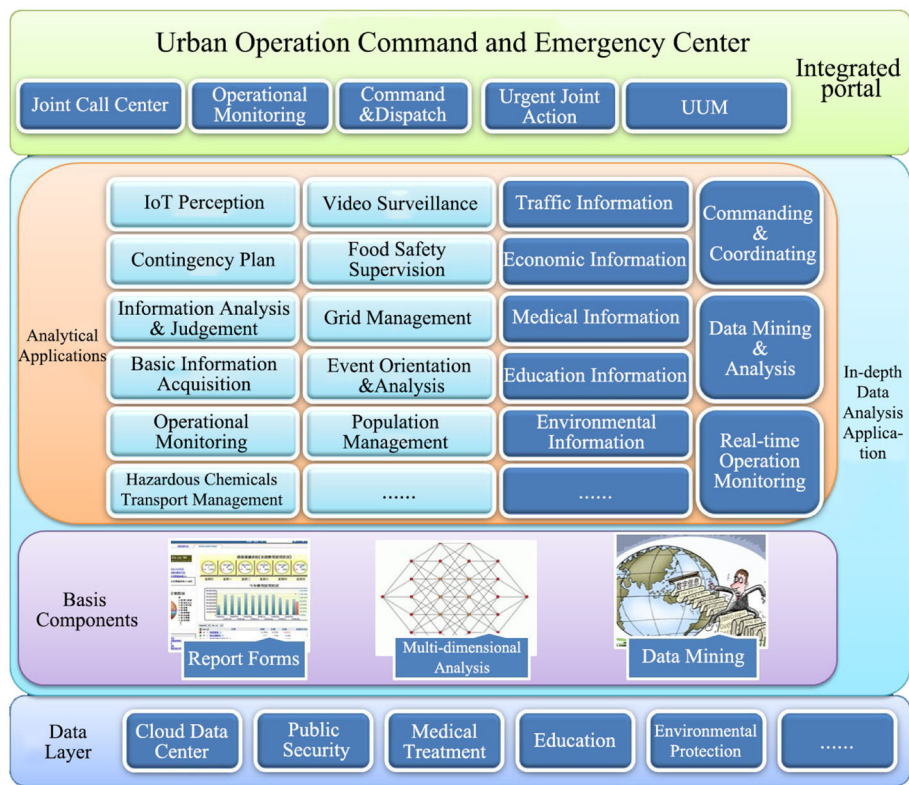 Urban Operation Command and Emergency Center
Integrated
portal
Joint Call Center
Operational
Monitoring
Command
&Dispatch
Urgent Joint
Action
UUM
Analytical
Applications
IoT Perception
Video Surveillance
Traffic Information
Commanding
&
Coordinating
Contingency Plan
Food Safety
Supervision
Economic Information
Information Analysis
& Judgement
Grid Management
Medical Information
Data Mining
&
Analysis
Basic Information
Acquisition
Event Orientation
&Analysis
Education Information
Operational
Monitoring
Population
Management
Environmental
Information
Real-time
Operation
Monitoring
Hazardous Chemicals
Transport Management
......
......
In-depth
Data
Analysis
Applica-
tion
Basis
Components
Report Forms
Multi-dimensional
Analysis
Data Mining
Data
Layer
Cloud Data
Center
Public
Security
Medical
Treatment
Education
Environmental
Protection
......